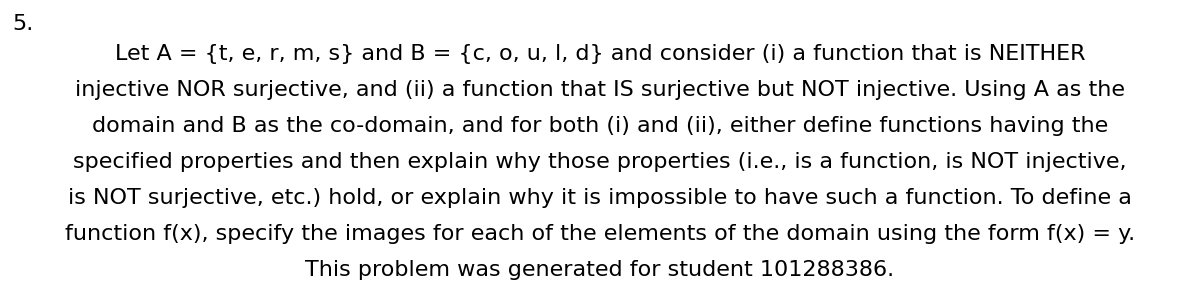 5.
Let A = {t, e, r, m, s} and B = {c, o, u, l, d} and consider (i) a function that is NEITHER
injective NOR surjective, and (ii) a function that IS surjective but NOT injective. Using A as the
domain and B as the co-domain, and for both (i) and (ii), either define functions having the
specified properties and then explain why those properties (i.e., is a function, is NOT injective,
is NOT surjective, etc.) hold, or explain why it is impossible to have such a function. To define a
function f(x), specify the images for each of the elements of the domain using the form f(x) = y.
This problem was generated for student 101288386.